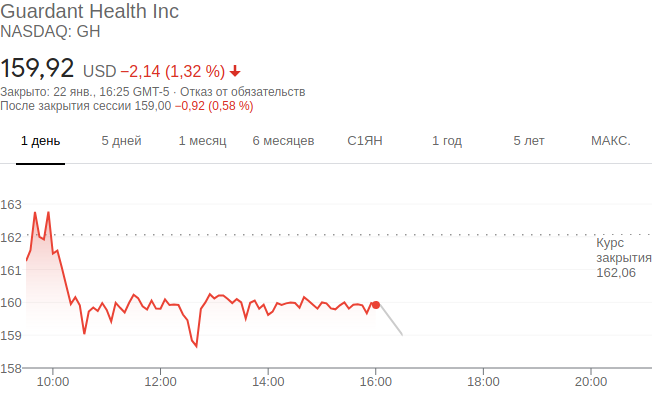 Guardant Health Inc
NASDAQ: GH
159,92 USD −2,14 (1,32 %)
Закрыто: 22 янв., 16:25 GMT-5 · Отказ от обязательств
После закрытия сессии 159,00 −0,92 (0,58 %)
1 день 5 дней 1 месяц 6 месяцев С1ЯН 1 год 5 лет МАКС.
163
162
Курс
закрытия
162,06
161
160
159
158
10:00 12:00 14:00 16:00 18:00 20:00